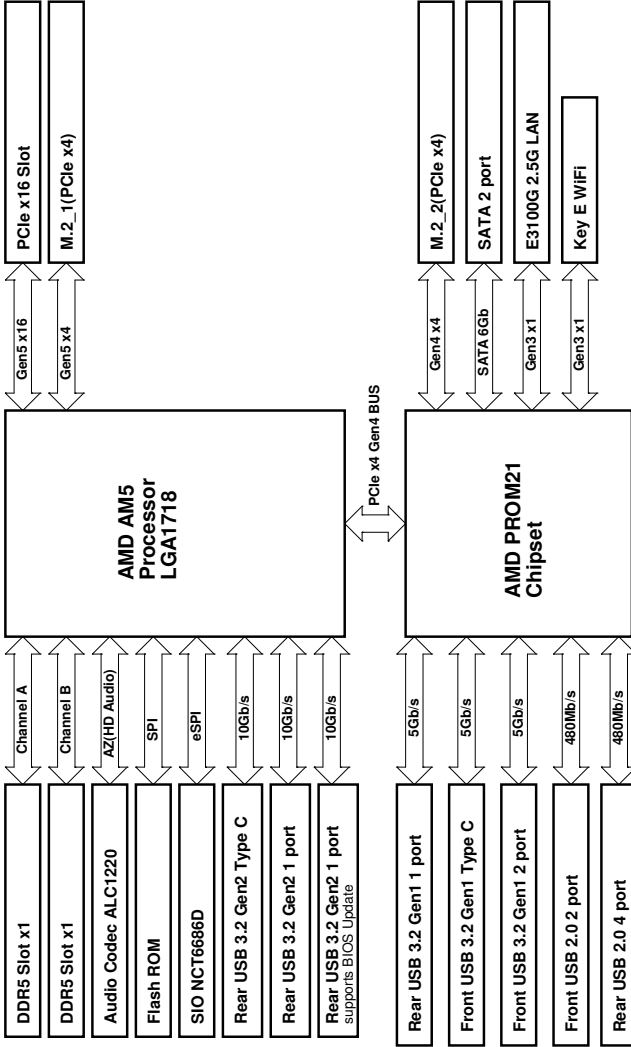 DDR5 Slot x1
Channel A
Gen5 x16
PCIe x16 Slot
DDR5 Slot x1
Channel B
Gen5 x4
M.2_1(PCIe x4)
Audio Codec ALC1220
AZ(HD Audio)
AMD AM5
Processor
LGA1718
Flash ROM
SPI
SIO NCT6686D
eSPI
Rear USB 3.2 Gen2 Type C
10Gb/s
Rear USB 3.2 Gen2 1 port
10Gb/s
Rear USB 3.2 Gen2 1 port
supports BIOS Update
10Gb/s
PCIe x4 Gen4 BUS
Rear USB 3.2 Gen1 1 port
5Gb/s
Gen4 x4
M.2_2(PCIe x4)
Front USB 3.2 Gen1 Type C
5Gb/s
SATA 6Gb
SATA 2 port
AMD PROM21
Chipset
Front USB 3.2 Gen1 2 port
5Gb/s
Gen3 x1
E3100G 2.5G LAN
Front USB 2.0 2 port
480Mb/s
Gen3 x1
Key E WiFi
Rear USB 2.0 4 port
480Mb/s